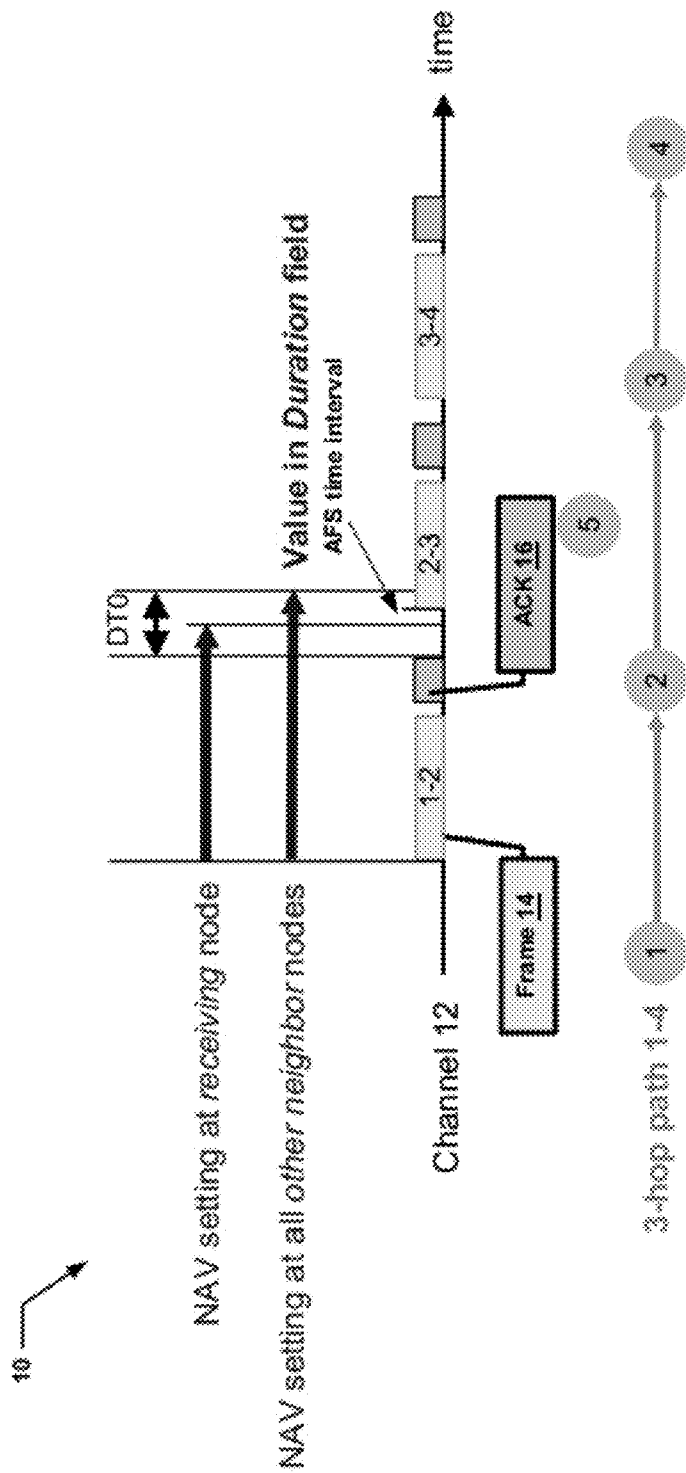 10
DT0
NAV setting at receiving node
NAV setting at all other neighbor nodes
Value in Duration field
AFS time interval
Channel 12
1-2
2-3
3-4
time
Frame 14
ACK 16
5
3-hop path 1-4
1
2
3
4